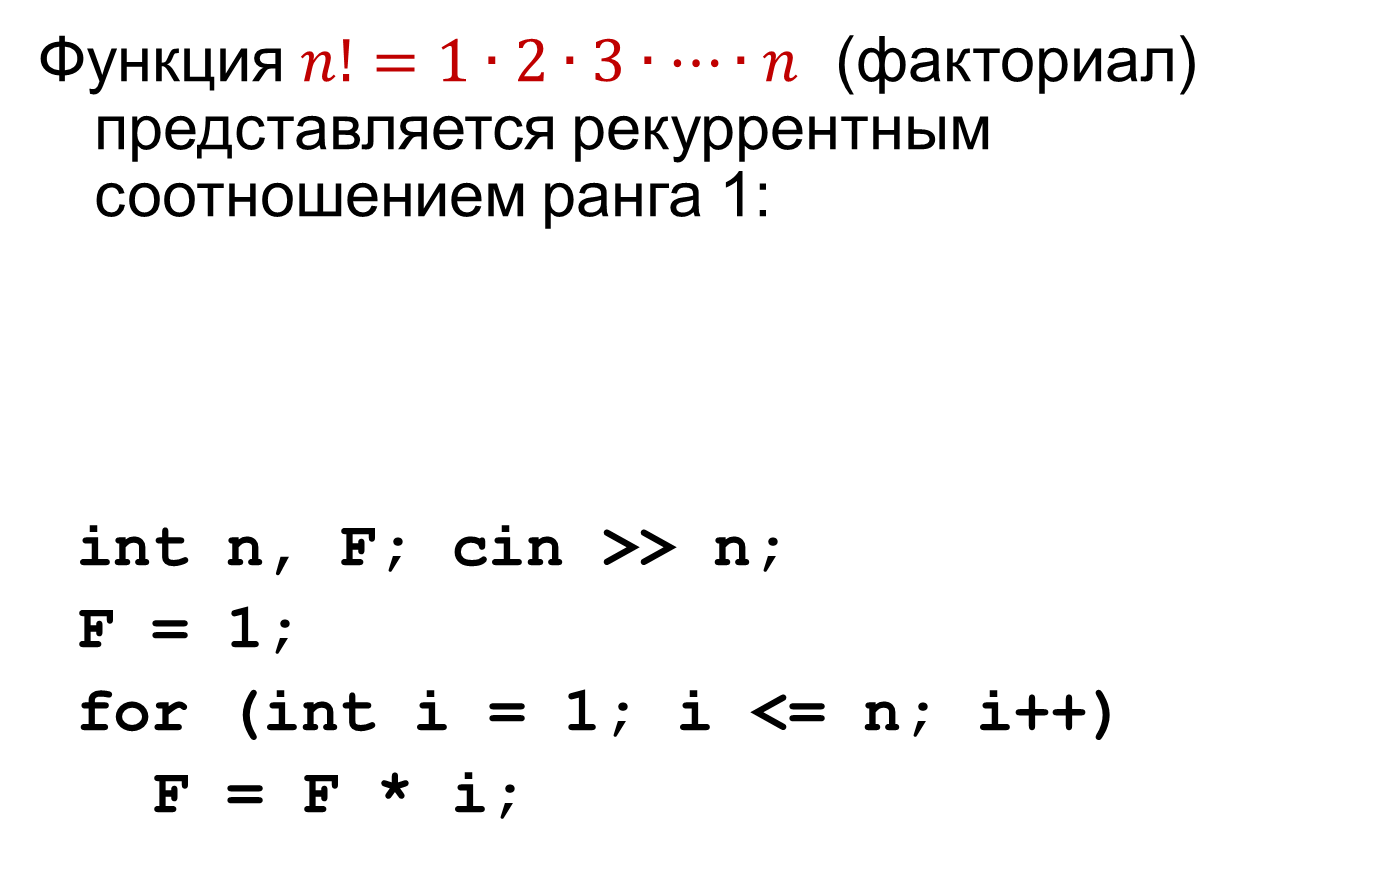 Функция n! = 1 · 2 · 3 · ⋯ · n (факториал)
представляется рекуррентным
соотношением ранга 1:
int n, F; cin >> n;
F = 1;
for (int i = 1; i <= n; i++)
F = F * i;